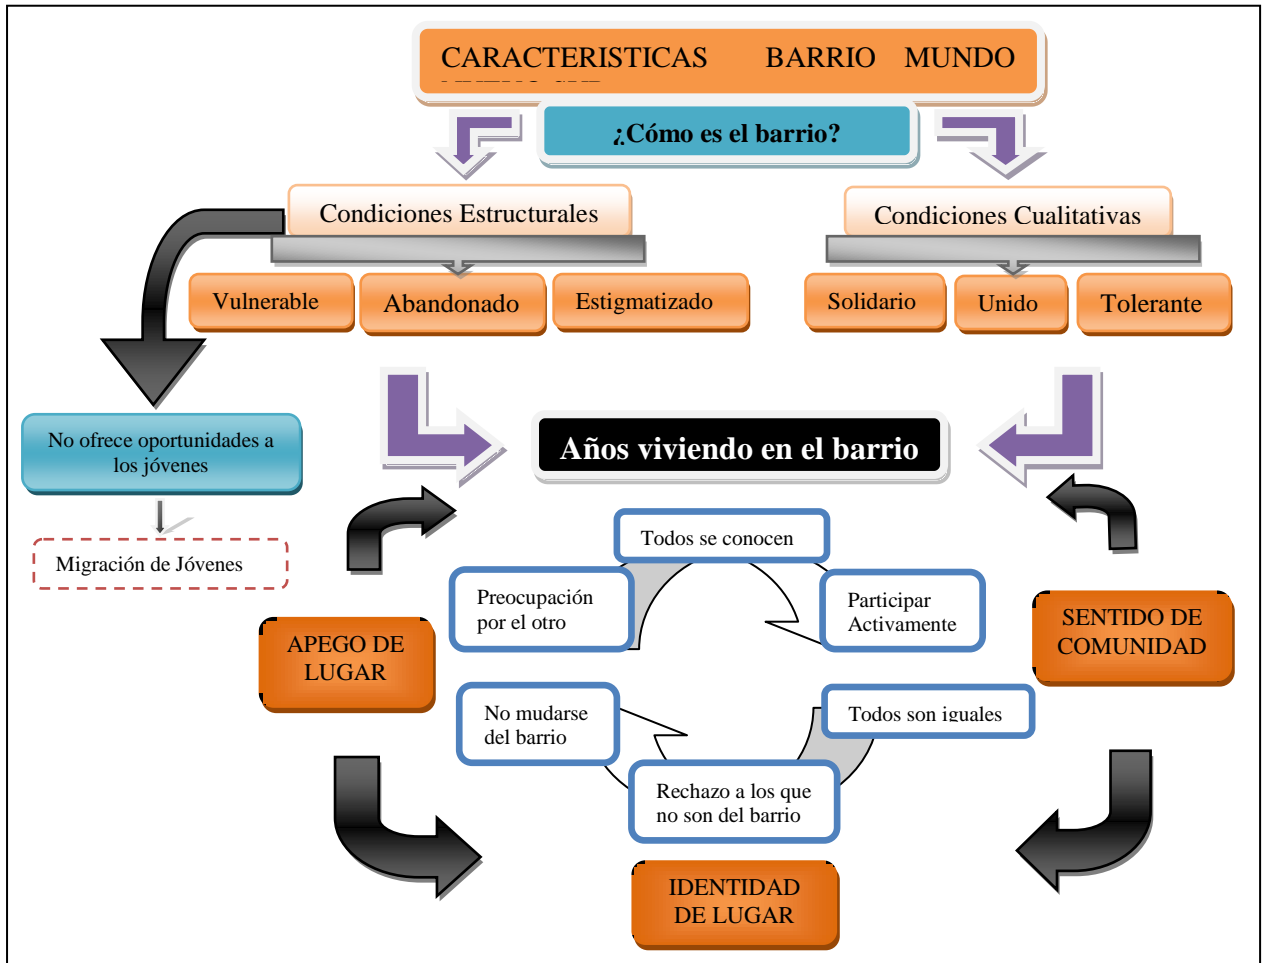 CARACTERISTICAS BARRIO MUNDO
¿Cómo es el barrio?
Condiciones Estructurales
Condiciones Cualitativas
Vulnerable
Abandonado
Estigmatizado
Solidario
Unido
Tolerante
No ofrece oportunidades a
los jóvenes
Años viviendo en el barrio
Migración de Jóvenes
Todos se conocen
Preocupación
por el otro
Participar
Activamente
APEGO DE
LUGAR
SENTIDO DE
COMUNIDAD
No mudarse
del barrio
Todos son iguales
Rechazo a los que
no son del barrio
IDENTIDAD
DE LUGAR